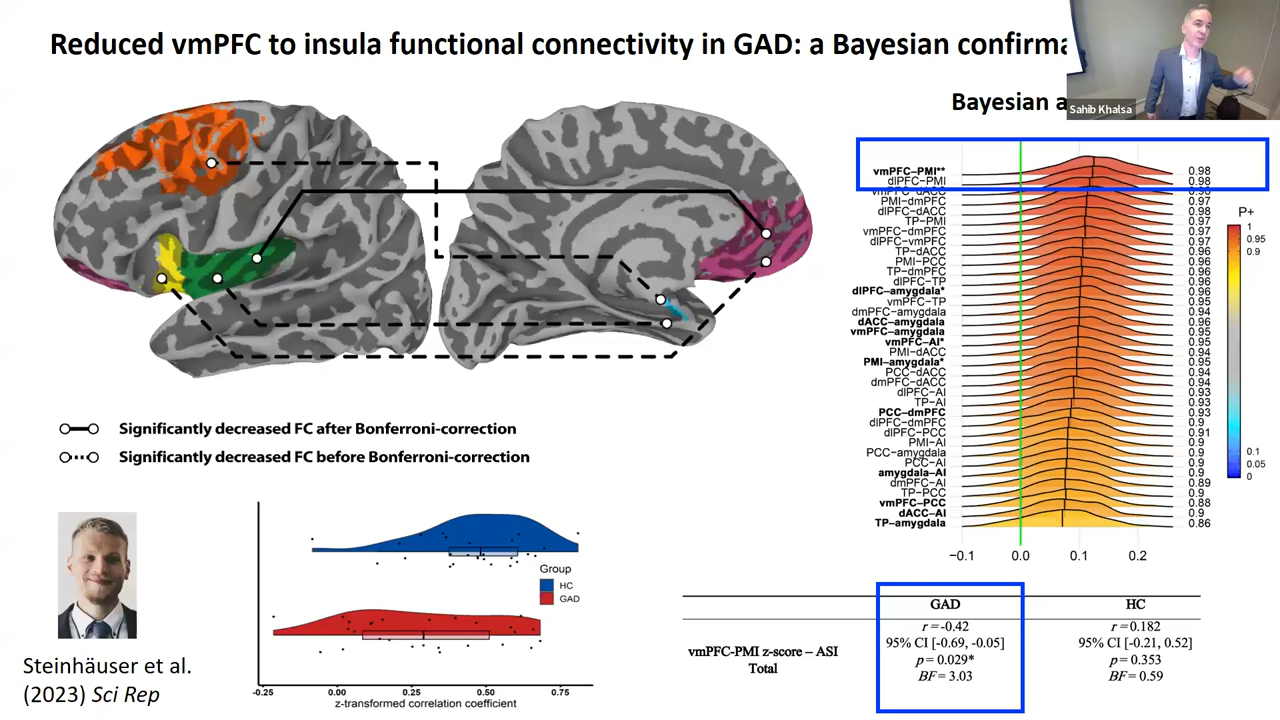 Reduced vmPFC to insula functional connectivity in GAD: a Bayesian confirma
Sahib Khalsa
Bayesian a
vmPFC–PMI** 0.98
dlPFC–PMI 0.98
vmPFC–dACC 0.98
PMI–dmPFC 0.97
dlPFC–dACC 0.98
TP–PMI 0.97
vmPFC–dmPFC 0.97
dlPFC–vmPFC 0.97
TP–dACC 0.96
PMI–PCC 0.96
TP–dmPFC 0.96
dlPFC–TP 0.96
dlPFC–amygdala* 0.96
vmPFC–TP 0.95
dmPFC–amygdala 0.94
dACC–amygdala 0.96
vmPFC–amygdala 0.95
vmPFC–AI* 0.95
PMI–dACC 0.94
PMI–amygdala* 0.95
PCC–dACC 0.94
dmPFC–dACC 0.94
dlPFC–AI 0.93
TP–AI 0.93
PCC–dmPFC 0.93
dlPFC–dmPFC 0.9
dlPFC–PCC 0.91
PMI–AI 0.9
PCC–amygdala 0.9
PCC–AI 0.9
amygdala–AI 0.9
dmPFC–AI 0.89
TP–PCC 0.9
vmPFC–PCC 0.88
dACC–AI 0.9
TP–amygdala 0.86
−0.1 0.0 0.1 0.2
P+
1
0.95
0.9
0.1
0.05
0
Significantly decreased FC after Bonferroni-correction
Significantly decreased FC before Bonferroni-correction
Group
HC
GAD
-0.25 0.00 0.25 0.50 0.75
z-transformed correlation coefficient
Steinhäuser et al.
(2023) Sci Rep
GAD HC
vmPFC-PMI z-score – ASI
Total
r = -0.42 r = 0.182
95% CI [-0.69, -0.05] 95% CI [-0.21, 0.52]
p = 0.029* p = 0.353
BF = 3.03 BF = 0.59